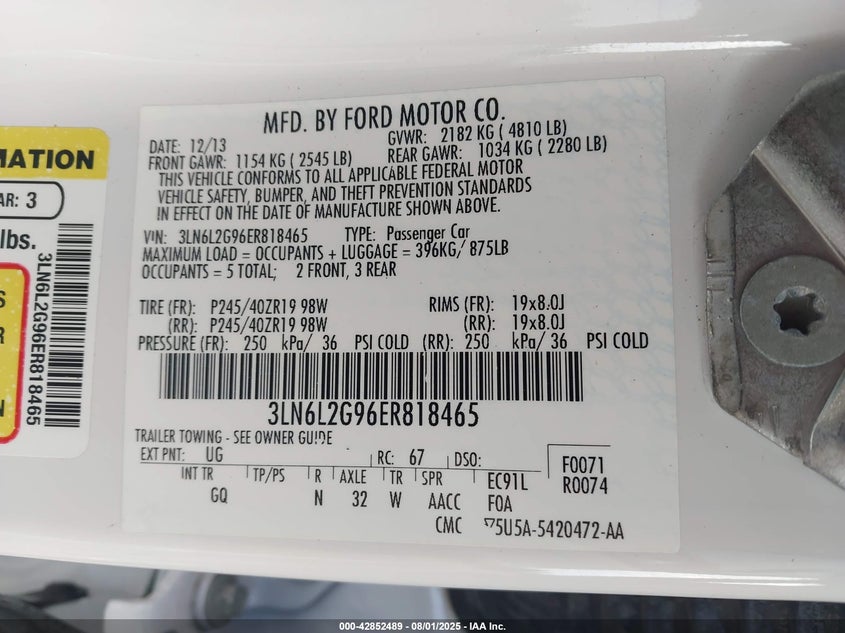 MFD. BY FORD MOTOR CO.
DATE: 12/13 GVWR: 2182 KG ( 4810 LB)
FRONT GAWR: 1154 KG ( 2545 LB) REAR GAWR: 1034 KG ( 2280 LB)
THIS VEHICLE CONFORMS TO ALL APPLICABLE FEDERAL MOTOR
VEHICLE SAFETY, BUMPER, AND THEFT PREVENTION STANDARDS
IN EFFECT ON THE DATE OF MANUFACTURE SHOWN ABOVE.
VIN: 3LN6L2G96ER818465 TYPE: Passenger Car
MAXIMUM LOAD = OCCUPANTS + LUGGAGE = 396KG/ 875LB
OCCUPANTS = 5 TOTAL; 2 FRONT, 3 REAR
TIRE (FR): P245/40ZR19 98W RIMS (FR): 19x8.0J
(RR): P245/40ZR19 98W (RR): 19x8.0J
PRESSURE (FR): 250 kPa/ 36 PSI COLD (RR): 250 kPa/ 36 PSI COLD
3LN6L2G96ER818465
TRAILER TOWING - SEE OWNER GUIDE
EXT PNT: UG RC: 67 DSO: F0071
INT TR TP/PS R AXLE TR SPR EC91L R0074
GQ N 32 W AACC F0A
CMC 5U5A-5420472-AA
MATION
AR: 3
lbs.
S
R
N
3LN6L2G96ER818465
000-42852489 - 08/01/2025 - IAA Inc.